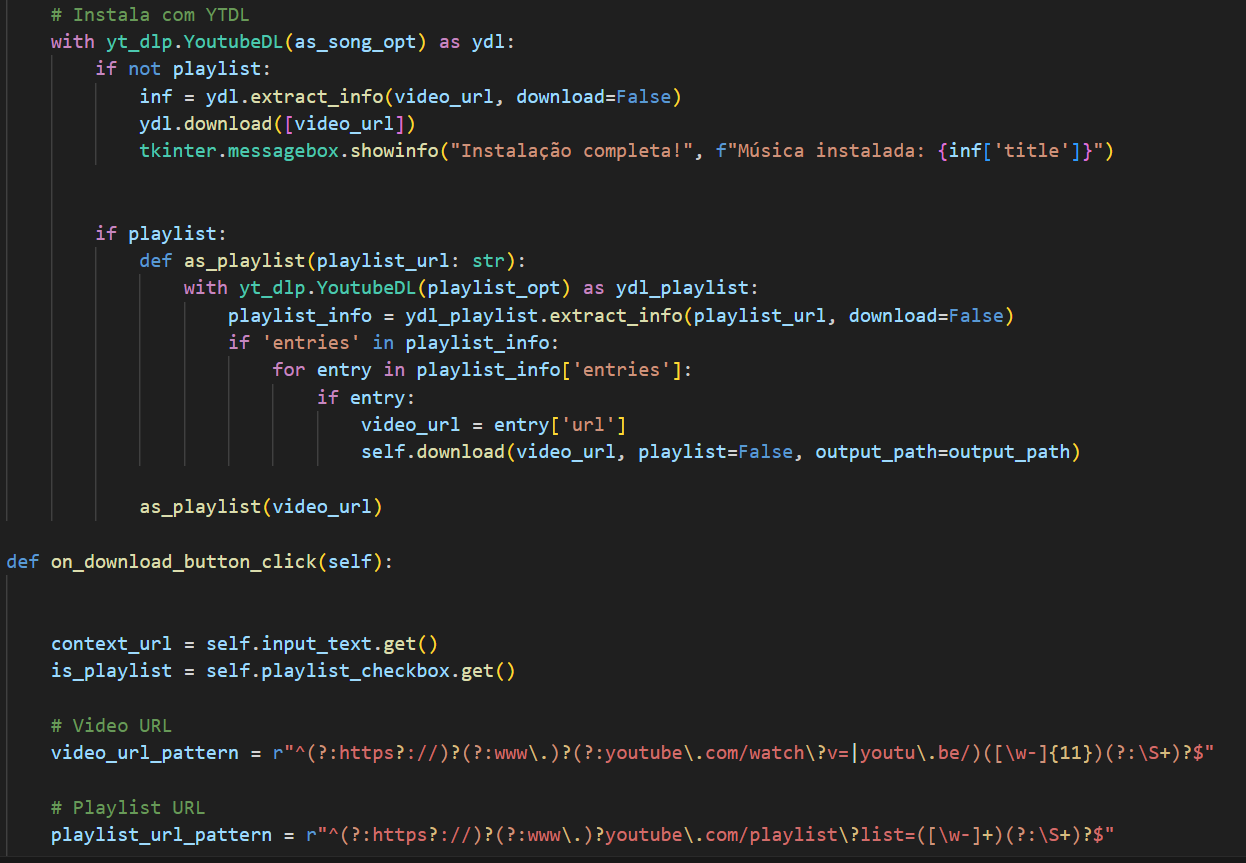 # Instala com YTDL
with yt_dlp.YoutubeDL(as_song_opt) as ydl:
if not playlist:
inf = ydl.extract_info(video_url, download=False)
ydl.download([video_url])
tkinter.messagebox.showinfo("Instalação completa!", f"Música instalada: {inf['title']}")
if playlist:
def as_playlist(playlist_url: str):
with yt_dlp.YoutubeDL(playlist_opt) as ydl_playlist:
playlist_info = ydl_playlist.extract_info(playlist_url, download=False)
if 'entries' in playlist_info:
for entry in playlist_info['entries']:
if entry:
video_url = entry['url']
self.download(video_url, playlist=False, output_path=output_path)
as_playlist(video_url)
def on_download_button_click(self):
context_url = self.input_text.get()
is_playlist = self.playlist_checkbox.get()
# Video URL
video_url_pattern = r"^(?:https?://)?(?:www\.)?(?:youtube\.com/watch\?v=|youtu\.be/)([\w-]{11})(?:\S+)?$"
# Playlist URL
playlist_url_pattern = r"^(?:https?://)?(?:www\.)?youtube\.com/playlist\?list=([\w-]+)(?:\S+)?$"